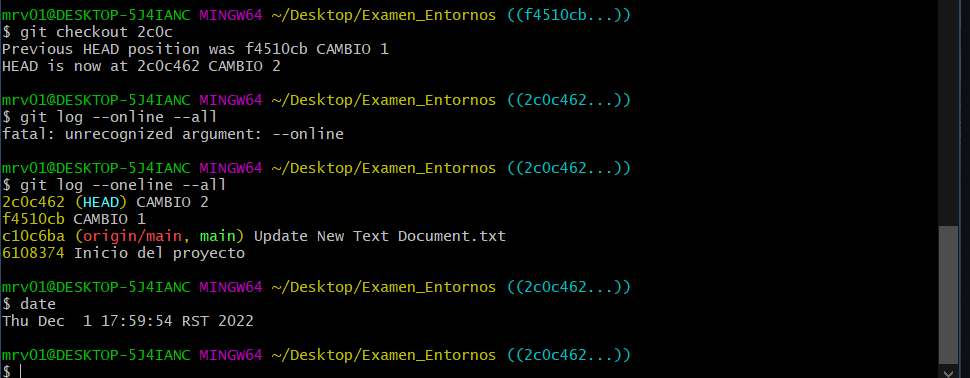 mrv01@DESKTOP-5J4IANC MINGW64 ~/Desktop/Examen_Entornos ((f4510cb...))
$ git checkout 2c0c
Previous HEAD position was f4510cb CAMBIO 1
HEAD is now at 2c0c462 CAMBIO 2
mrv01@DESKTOP-5J4IANC MINGW64 ~/Desktop/Examen_Entornos ((2c0c462...))
$ git log --online --all
fatal: unrecognized argument: --online
mrv01@DESKTOP-5J4IANC MINGW64 ~/Desktop/Examen_Entornos ((2c0c462...))
$ git log --oneline --all
2c0c462 (HEAD) CAMBIO 2
f4510cb CAMBIO 1
c10c6ba (origin/main, main) Update New Text Document.txt
6108374 Inicio del proyecto
mrv01@DESKTOP-5J4IANC MINGW64 ~/Desktop/Examen_Entornos ((2c0c462...))
$ date
Thu Dec  1 17:59:54 RST 2022
mrv01@DESKTOP-5J4IANC MINGW64 ~/Desktop/Examen_Entornos ((2c0c462...))
$